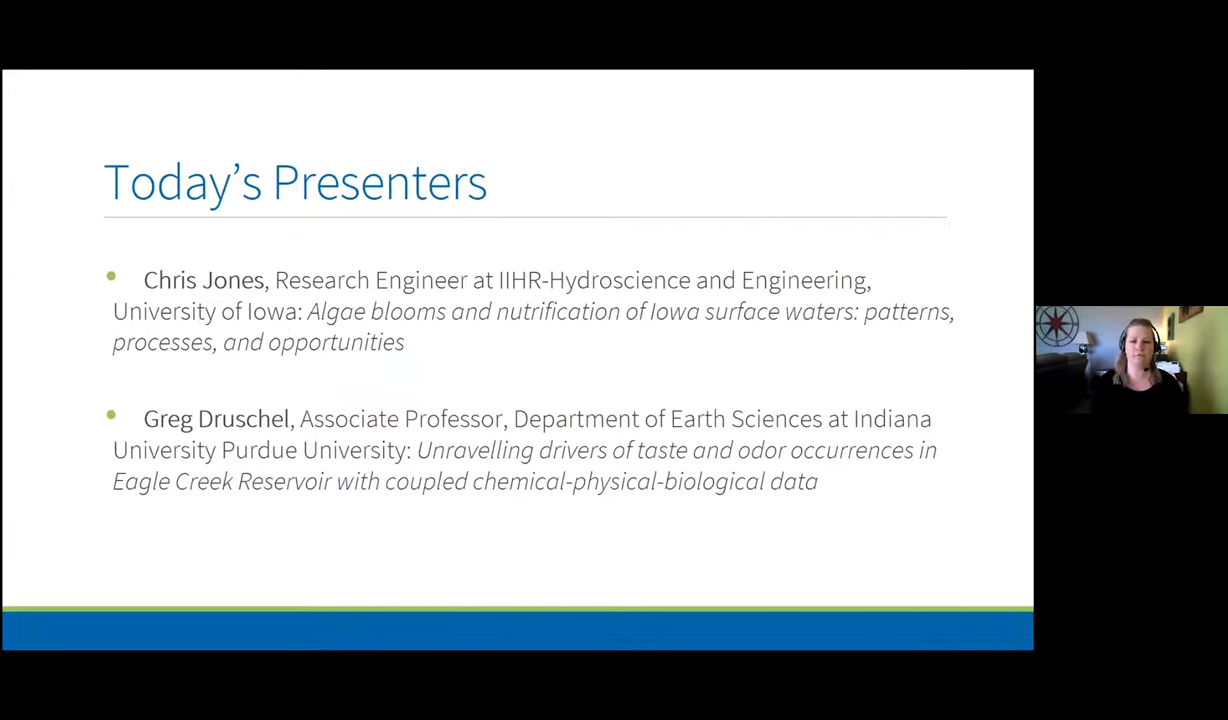 Today’s Presenters
• Chris Jones, Research Engineer at IIHR-Hydroscience and Engineering,
University of Iowa: Algae blooms and nutrification of Iowa surface waters: patterns,
processes, and opportunities
• Greg Druschel, Associate Professor, Department of Earth Sciences at Indiana
University Purdue University: Unravelling drivers of taste and odor occurrences in
Eagle Creek Reservoir with coupled chemical-physical-biological data